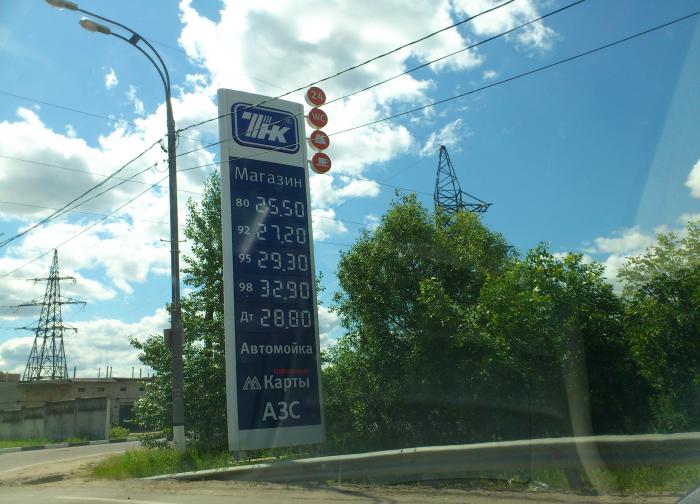 24
ТНК
WC
Магазин
80 25.50
92 27.20
95 29.30
98 32.90
Дт 28.80
Автомойка
Карты
АЗС